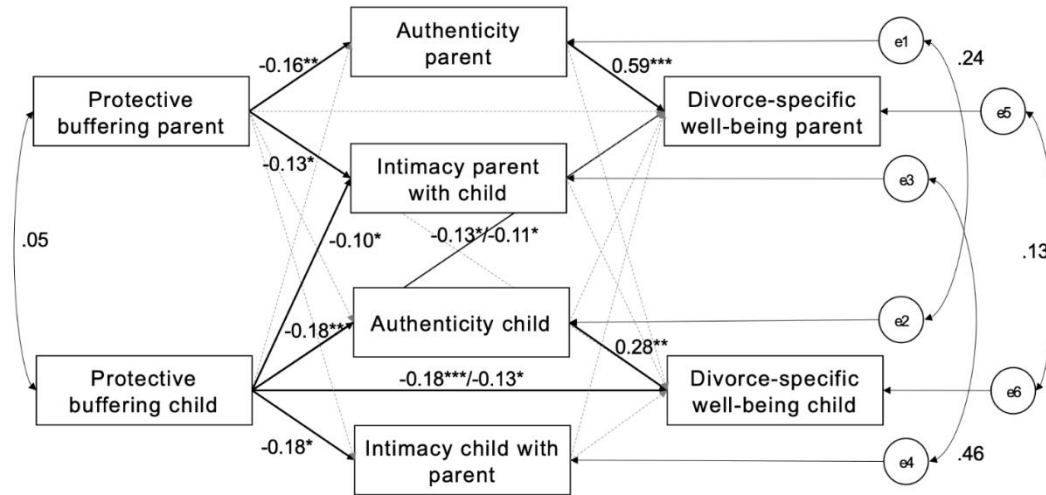 Authenticity
parent
e1
-0.16**
0.59***
.24
Protective
buffering parent
Divorce-specific
well-being parent
e5
-0.13*
Intimacy parent
with child
e3
.05
-0.10*
-0.13*/-0.11*
.13
-0.18**
Authenticity child
e2
0.28**
Protective
buffering child
-0.18***/-0.13*
Divorce-specific
well-being child
e6
-0.18*
Intimacy child with
parent
e4
.46